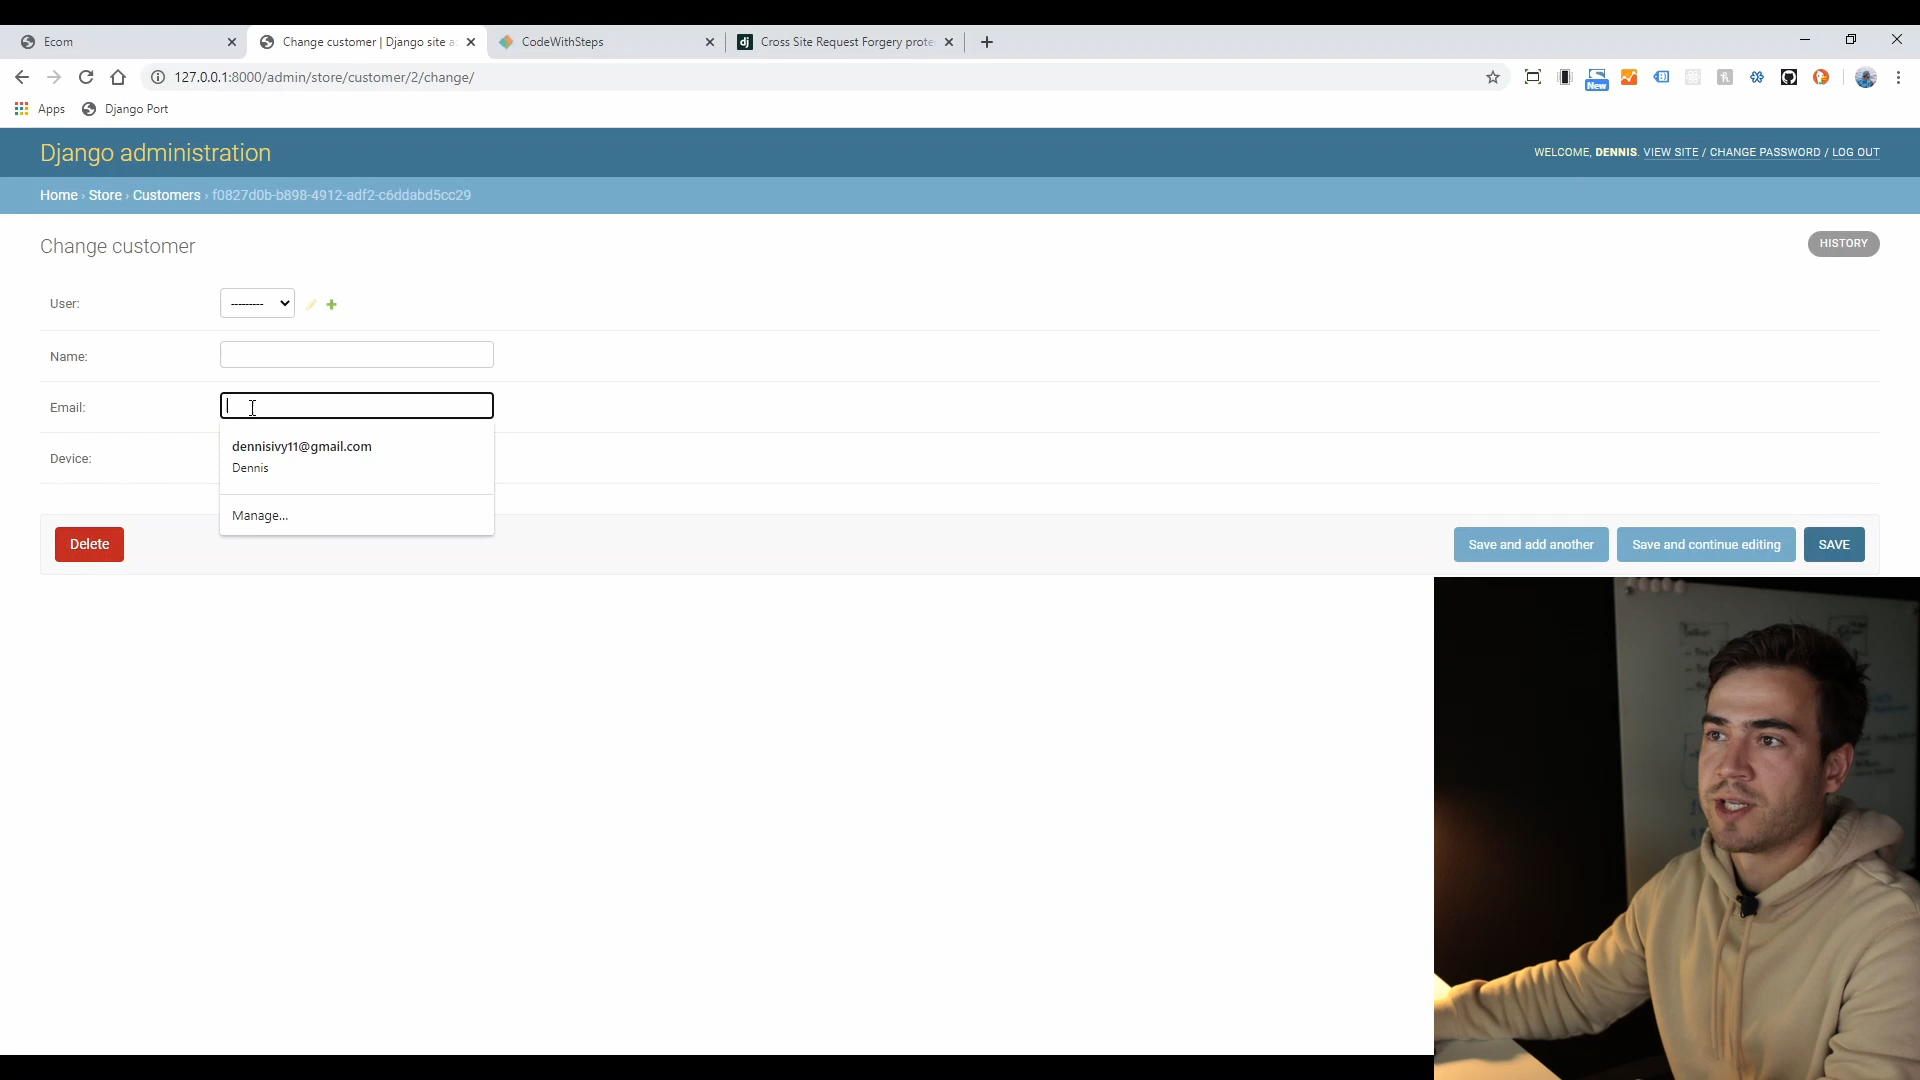 Ecom
Change customer | Django site a
CodeWithSteps
dj
Cross Site Request Forgery prote
127.0.0.1:8000/admin/store/customer/2/change/
New
Apps
Django Port
Django administration
WELCOME, DENNIS. VIEW SITE / CHANGE PASSWORD / LOG OUT
Home › Store › Customers › f0827d0b-b898-4912-adf2-c6ddabd5cc29
Change customer
HISTORY
User:
---------
Name:
Email:
dennisivy11@gmail.com
Dennis
Device:
Manage...
Delete
Save and add another
Save and continue editing
SAVE